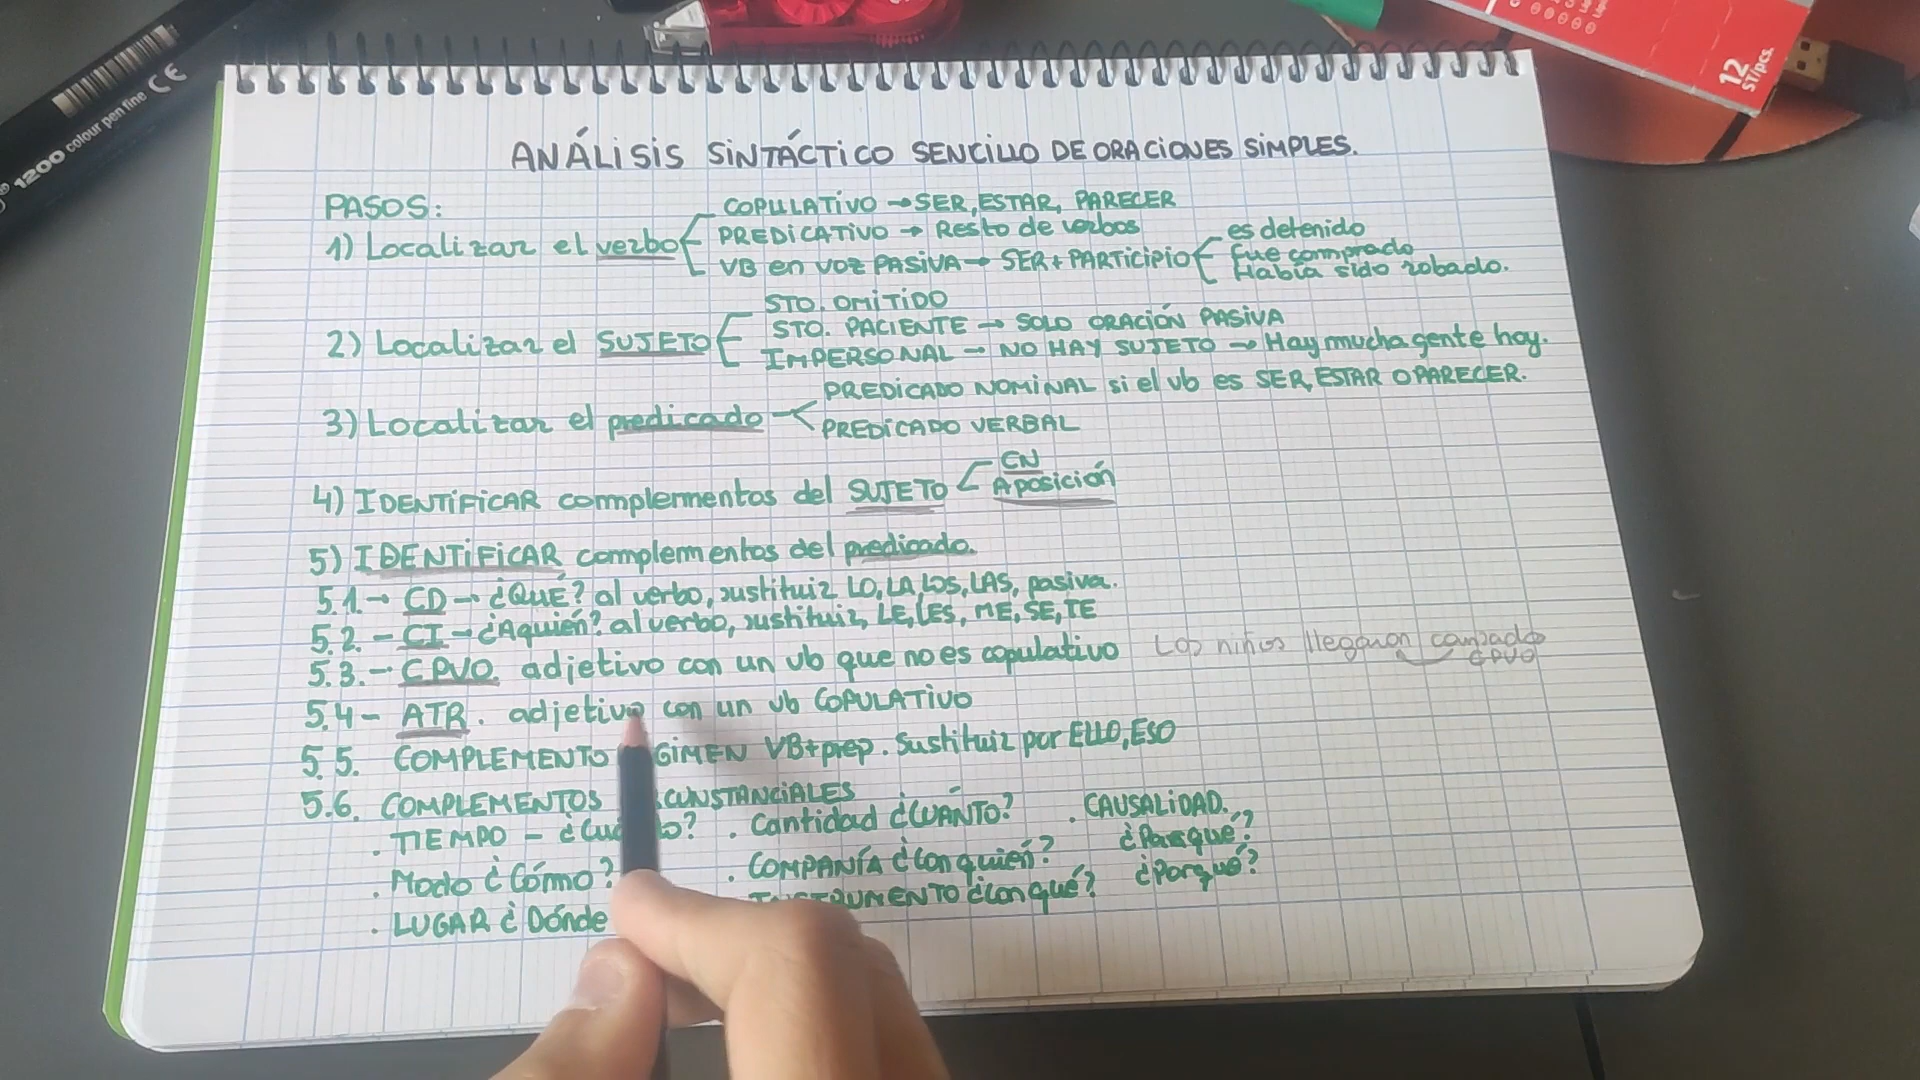 1200 colour pen fine CE
12
ST/pcs.
ANÁLISIS SINTÁCTICO SENCILLO DE ORACIONES SIMPLES.
PASOS:
1) Localizar el verbo
COPULATIVO → SER, ESTAR, PARECER
PREDICATIVO → Resto de verbos
VB en voz PASIVA → SER + PARTICIPIO
es detenido
fue comprado
Había sido robado.
2) Localizar el SUJETO
STO. OMITIDO
STO. PACIENTE → SOLO ORACIÓN PASIVA
IMPERSONAL → NO HAY SUJETO → Hay mucha gente hoy.
3) Localizar el predicado
PREDICADO NOMINAL si el vb es SER, ESTAR O PARECER.
PREDICADO VERBAL
4) IDENTIFICAR complementos del SUJETO
CN
Aposición
5) IDENTIFICAR complementos del predicado.
5.1. → CD → ¿QUÉ? al verbo, sustituir LO, LA, LOS, LAS, pasiva.
5.2. - CI → ¿A quién? al verbo, sustituir, LE, LES, ME, SE, TE
5.3. - CPVO. adjetivo con un vb que no es copulativo
Los niños llegaron cansados
CPVO
5.4 - ATR. adjetivo con un vb COPULATIVO
5.5. COMPLEMENTO GIMEN VB + prep. Sustituir por ELLO, ESO
5.6. COMPLEMENTOS CUNSTANCIALES
. TIEMPO - ¿Cuándo?
. Modo ¿Cómo?
. LUGAR ¿Dónde
. Cantidad ¿CUÁNTO?
. COMPAÑÍA ¿Con quién?
INSTRUMENTO ¿Con qué?
. CAUSALIDAD.
¿Para qué?
¿Por qué?